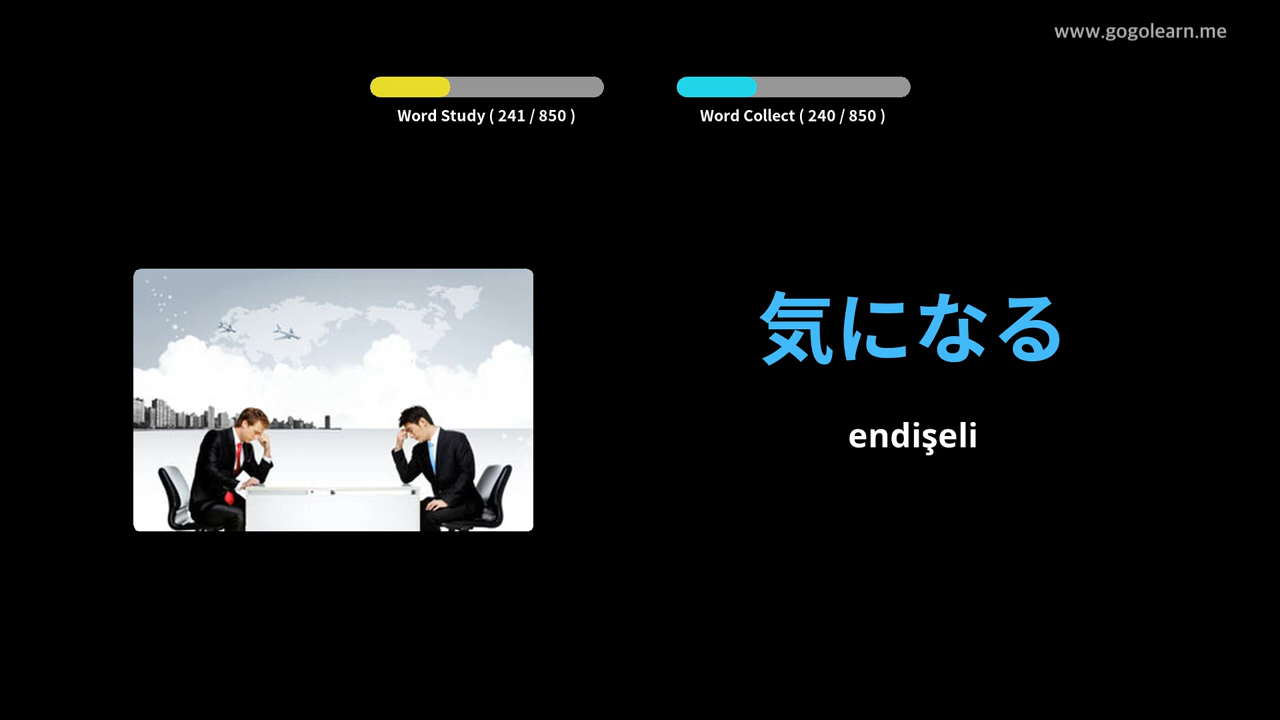 www.gogolearn.me
Word Study ( 241 / 850 )
Word Collect ( 240 / 850 )
気になる
endişeli